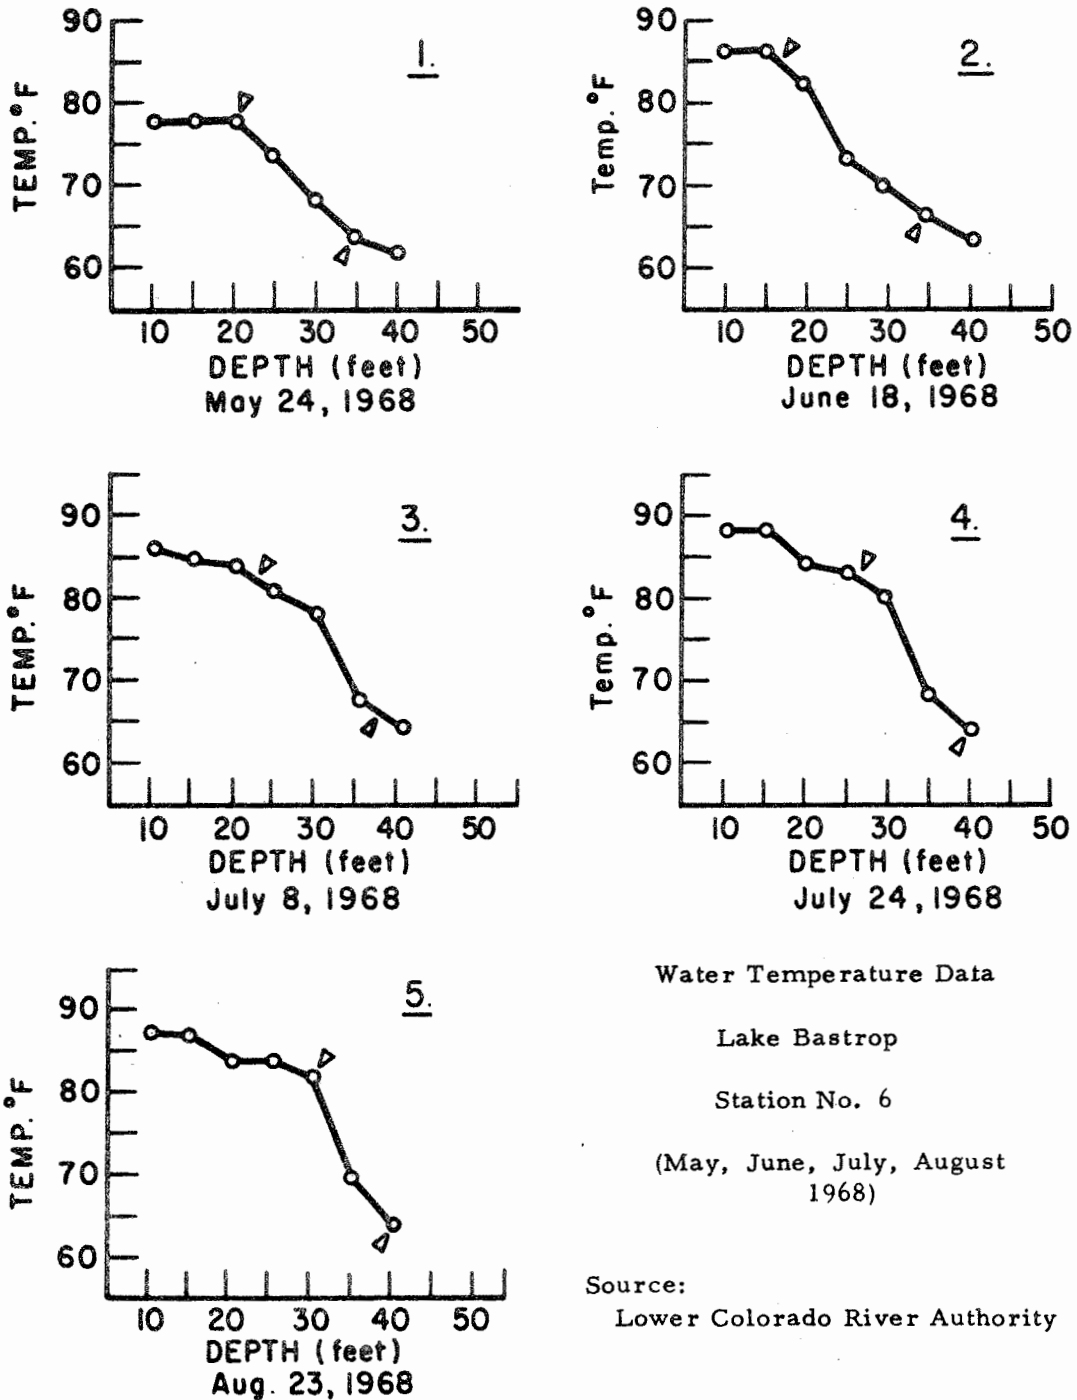 1.
90
80
70
60
TEMP.°F
10 20 30 40 50
DEPTH (feet)
May 24, 1968
2.
90
80
70
60
Temp.°F
10 20 30 40 50
DEPTH (feet)
June 18, 1968
3.
90
80
70
60
TEMP.°F
10 20 30 40 50
DEPTH (feet)
July 8, 1968
4.
90
80
70
60
Temp.°F
10 20 30 40 50
DEPTH (feet)
July 24, 1968
5.
90
80
70
60
TEMP.°F
10 20 30 40 50
DEPTH (feet)
Aug. 23, 1968
Water Temperature Data
Lake Bastrop
Station No. 6
(May, June, July, August
1968)
Source:
Lower Colorado River Authority